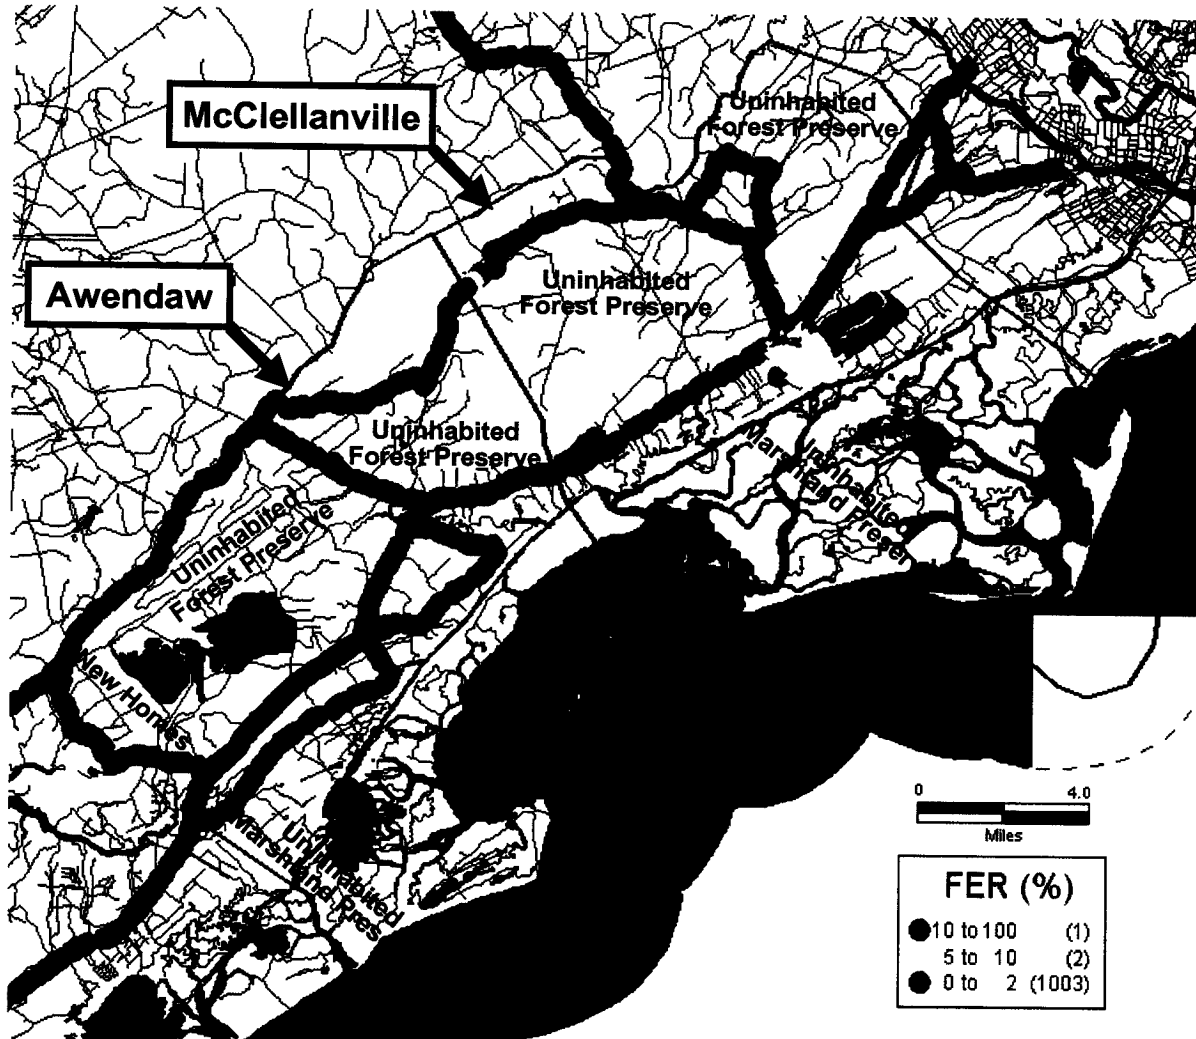 Uninhabited
Forest Preserve
McClellanville
Uninhabited
Forest Preserve
Awendaw
Uninhabited
Forest Preserve
Uninhabited
Marshland Preser
Uninhabited
Forest Preserve
New Homes
0 4.0
Miles
Uninhabited
Marshland Pres
FER (%)
10 to 100 (1)
5 to 10 (2)
0 to 2 (1003)